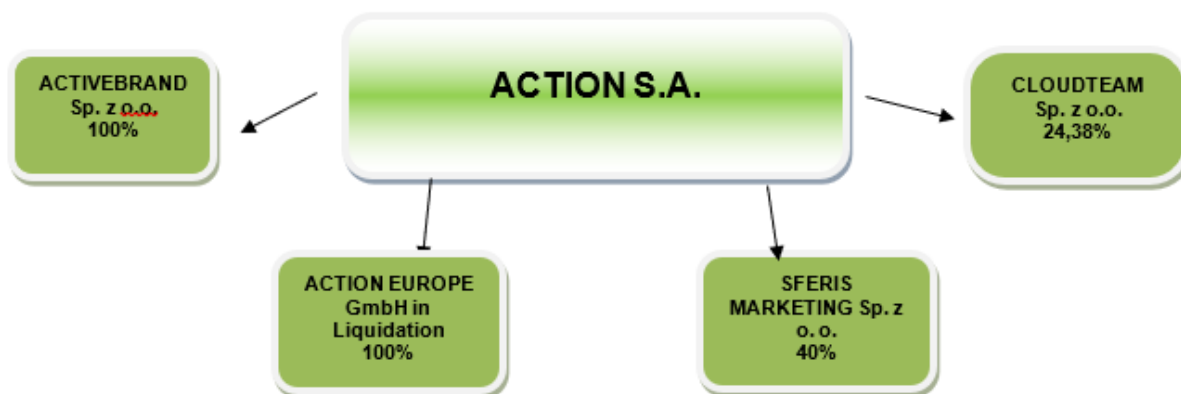 ACTION S.A.
ACTIVEBRAND
Sp. z o.o.
100%
CLOUDTEAM
Sp. z o.o.
24,38%
ACTION EUROPE
GmbH in
Liquidation
100%
SFERIS
MARKETING Sp. z
o. o.
40%